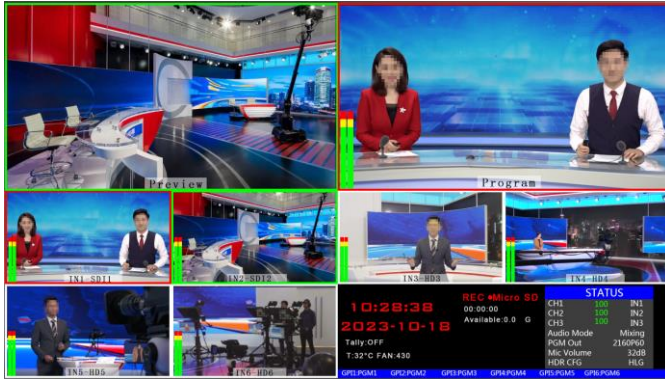 Preview
Program
IN1-SDI1
IN2-SDI2
IN3-HD3
IN4-HD4
IN5-HD5
IN6-HD6
10:28:38
2023-10-18
Tally:OFF
T:32°C FAN:430
REC Micro SD
00:00:00
Available:0.0 G
STATUS
CH1 100 IN1
CH2 100 IN2
CH3 100 IN3
Audio Mode Mixing
PGM Out 2160P60
Mic Volume 32dB
HDR CFG HLG
GPI1:PGM1 GPI2:PGM2 GPI3:PGM3 GPI4:PGM4 GPI5:PGM5 GPI6:PGM6